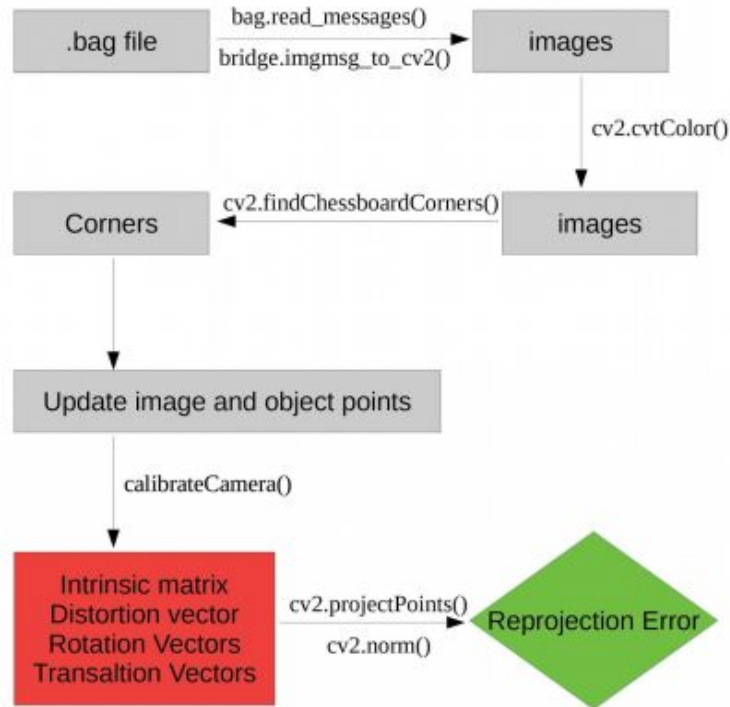 .bag file
bag.read_messages()
bridge.imgmsg_to_cv2()
images
cv2.cvtColor()
images
cv2.findChessboardCorners()
Corners
Update image and object points
calibrateCamera()
Intrinsic matrix
Distortion vector
Rotation Vectors
Transaltion Vectors
cv2.projectPoints()
cv2.norm()
Reprojection Error